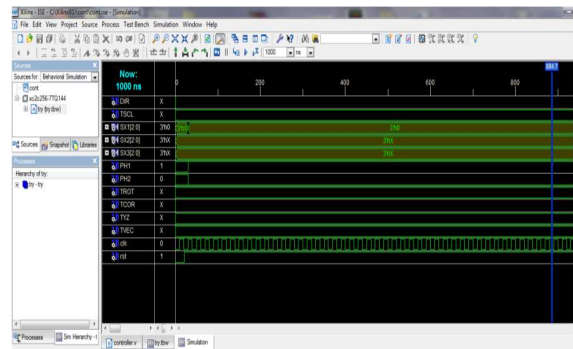 Xilinx - ISE - C:\Xilinx91\cont\cont.ise - [Simulation]
File Edit View Project Source Process Test Bench Simulation Window Help
1000 ns
Sources
Sources for: Behavioral Simulation
cont
xc2c256-7TQ144
try (try.tbw)
Sources Snapshot Libraries
Processes
Hierarchy of try:
try - try
Processes Sim Hierarchy - t
Now:
1000 ns
884.7
0 200 400 600 800
DIR X
TSCL X
SX1[2:0] 3'h0 3'h0
SX2[2:0] 3'hX 3'hX
SX3[2:0] 3'hX 3'hX
PH1 1
PH2 0
TROT X
TCOR X
TYZ X
TVEC X
clk 0
rst 1
controller.v try.tbw Simulation